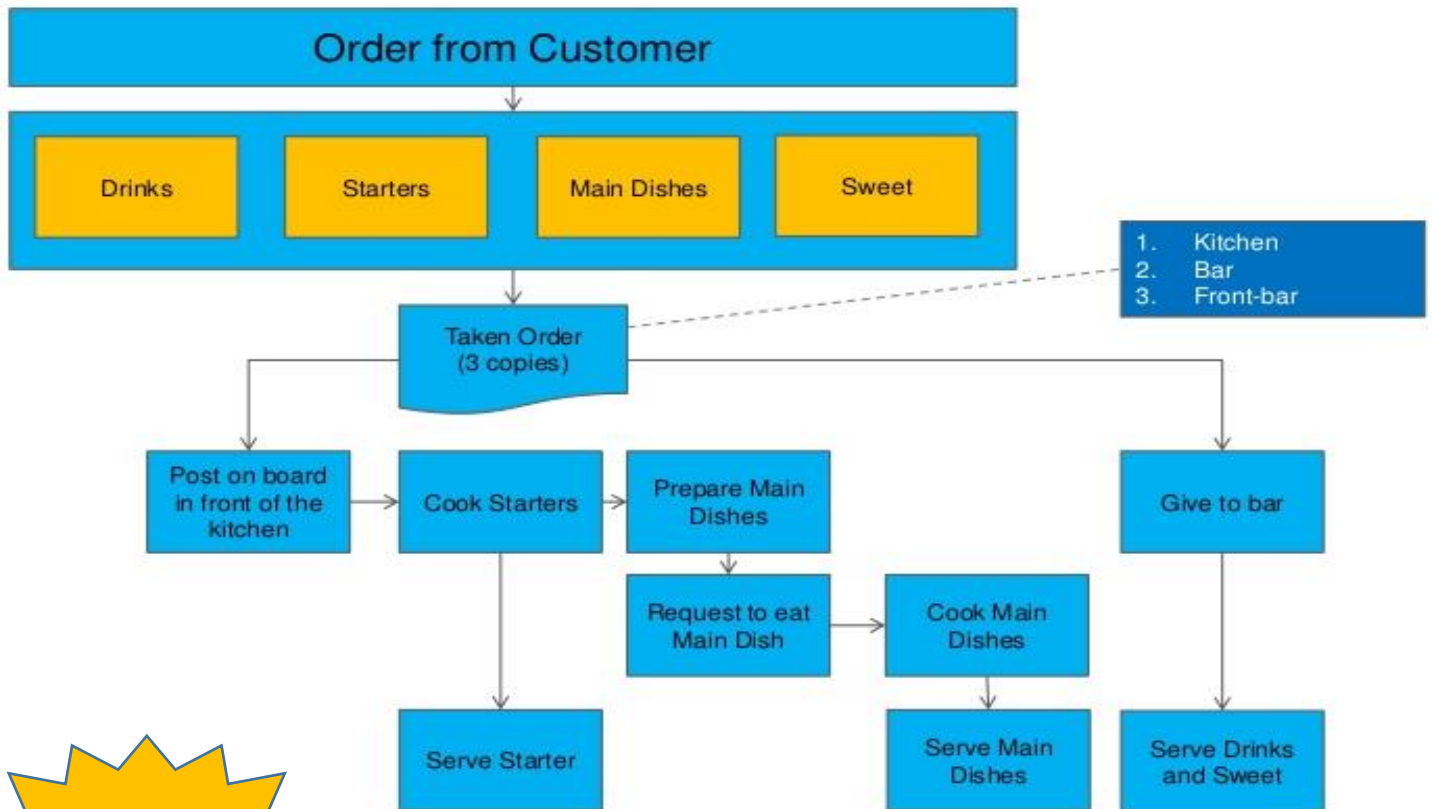 Order from Customer
Drinks
Starters
Main Dishes
Sweet
1. Kitchen
2. Bar
3. Front-bar
Taken Order
(3 copies)
Post on board
in front of the
kitchen
Cook Starters
Prepare Main
Dishes
Give to bar
Request to eat
Main Dish
Cook Main
Dishes
Serve Starter
Serve Main
Dishes
Serve Drinks
and Sweet